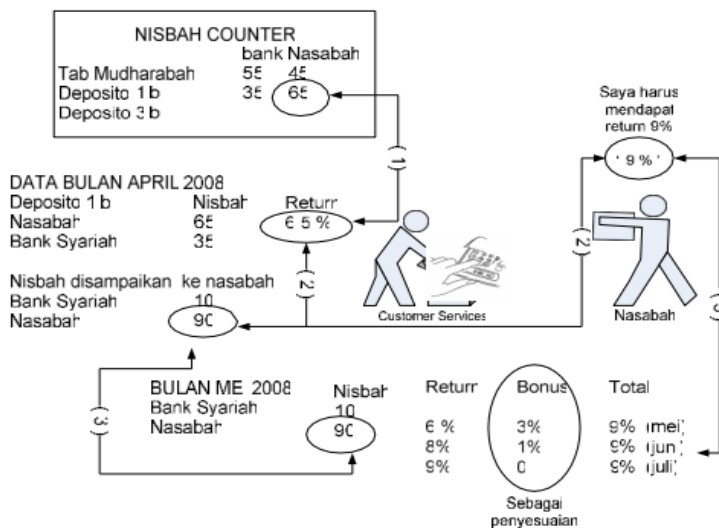 NISBAH COUNTER
bank Nasabah
Tab Mudharabah 55 45
Deposito 1 b 35 65
Deposito 3 b
Saya harus
mendapat
return 9%
9 %
( 1 )
DATA BULAN APRIL 2008
Deposito 1 b Nisbah Return
Nasabah 65 6 5 %
Bank Syariah 35
( 2 )
( 2 )
Nisbah disampaikan ke nasabah
Bank Syariah 10
Nasabah 90
Customer Services
Nasabah
BULAN ME 2008 Nisbah Return Bonus Total
Bank Syariah 10
Nasabah 90 6 % 3% 9% (mei)
8% 1% 9% (jun )
9% 0 9% (juli)
( 3 )
Sebagai
penyesuaian